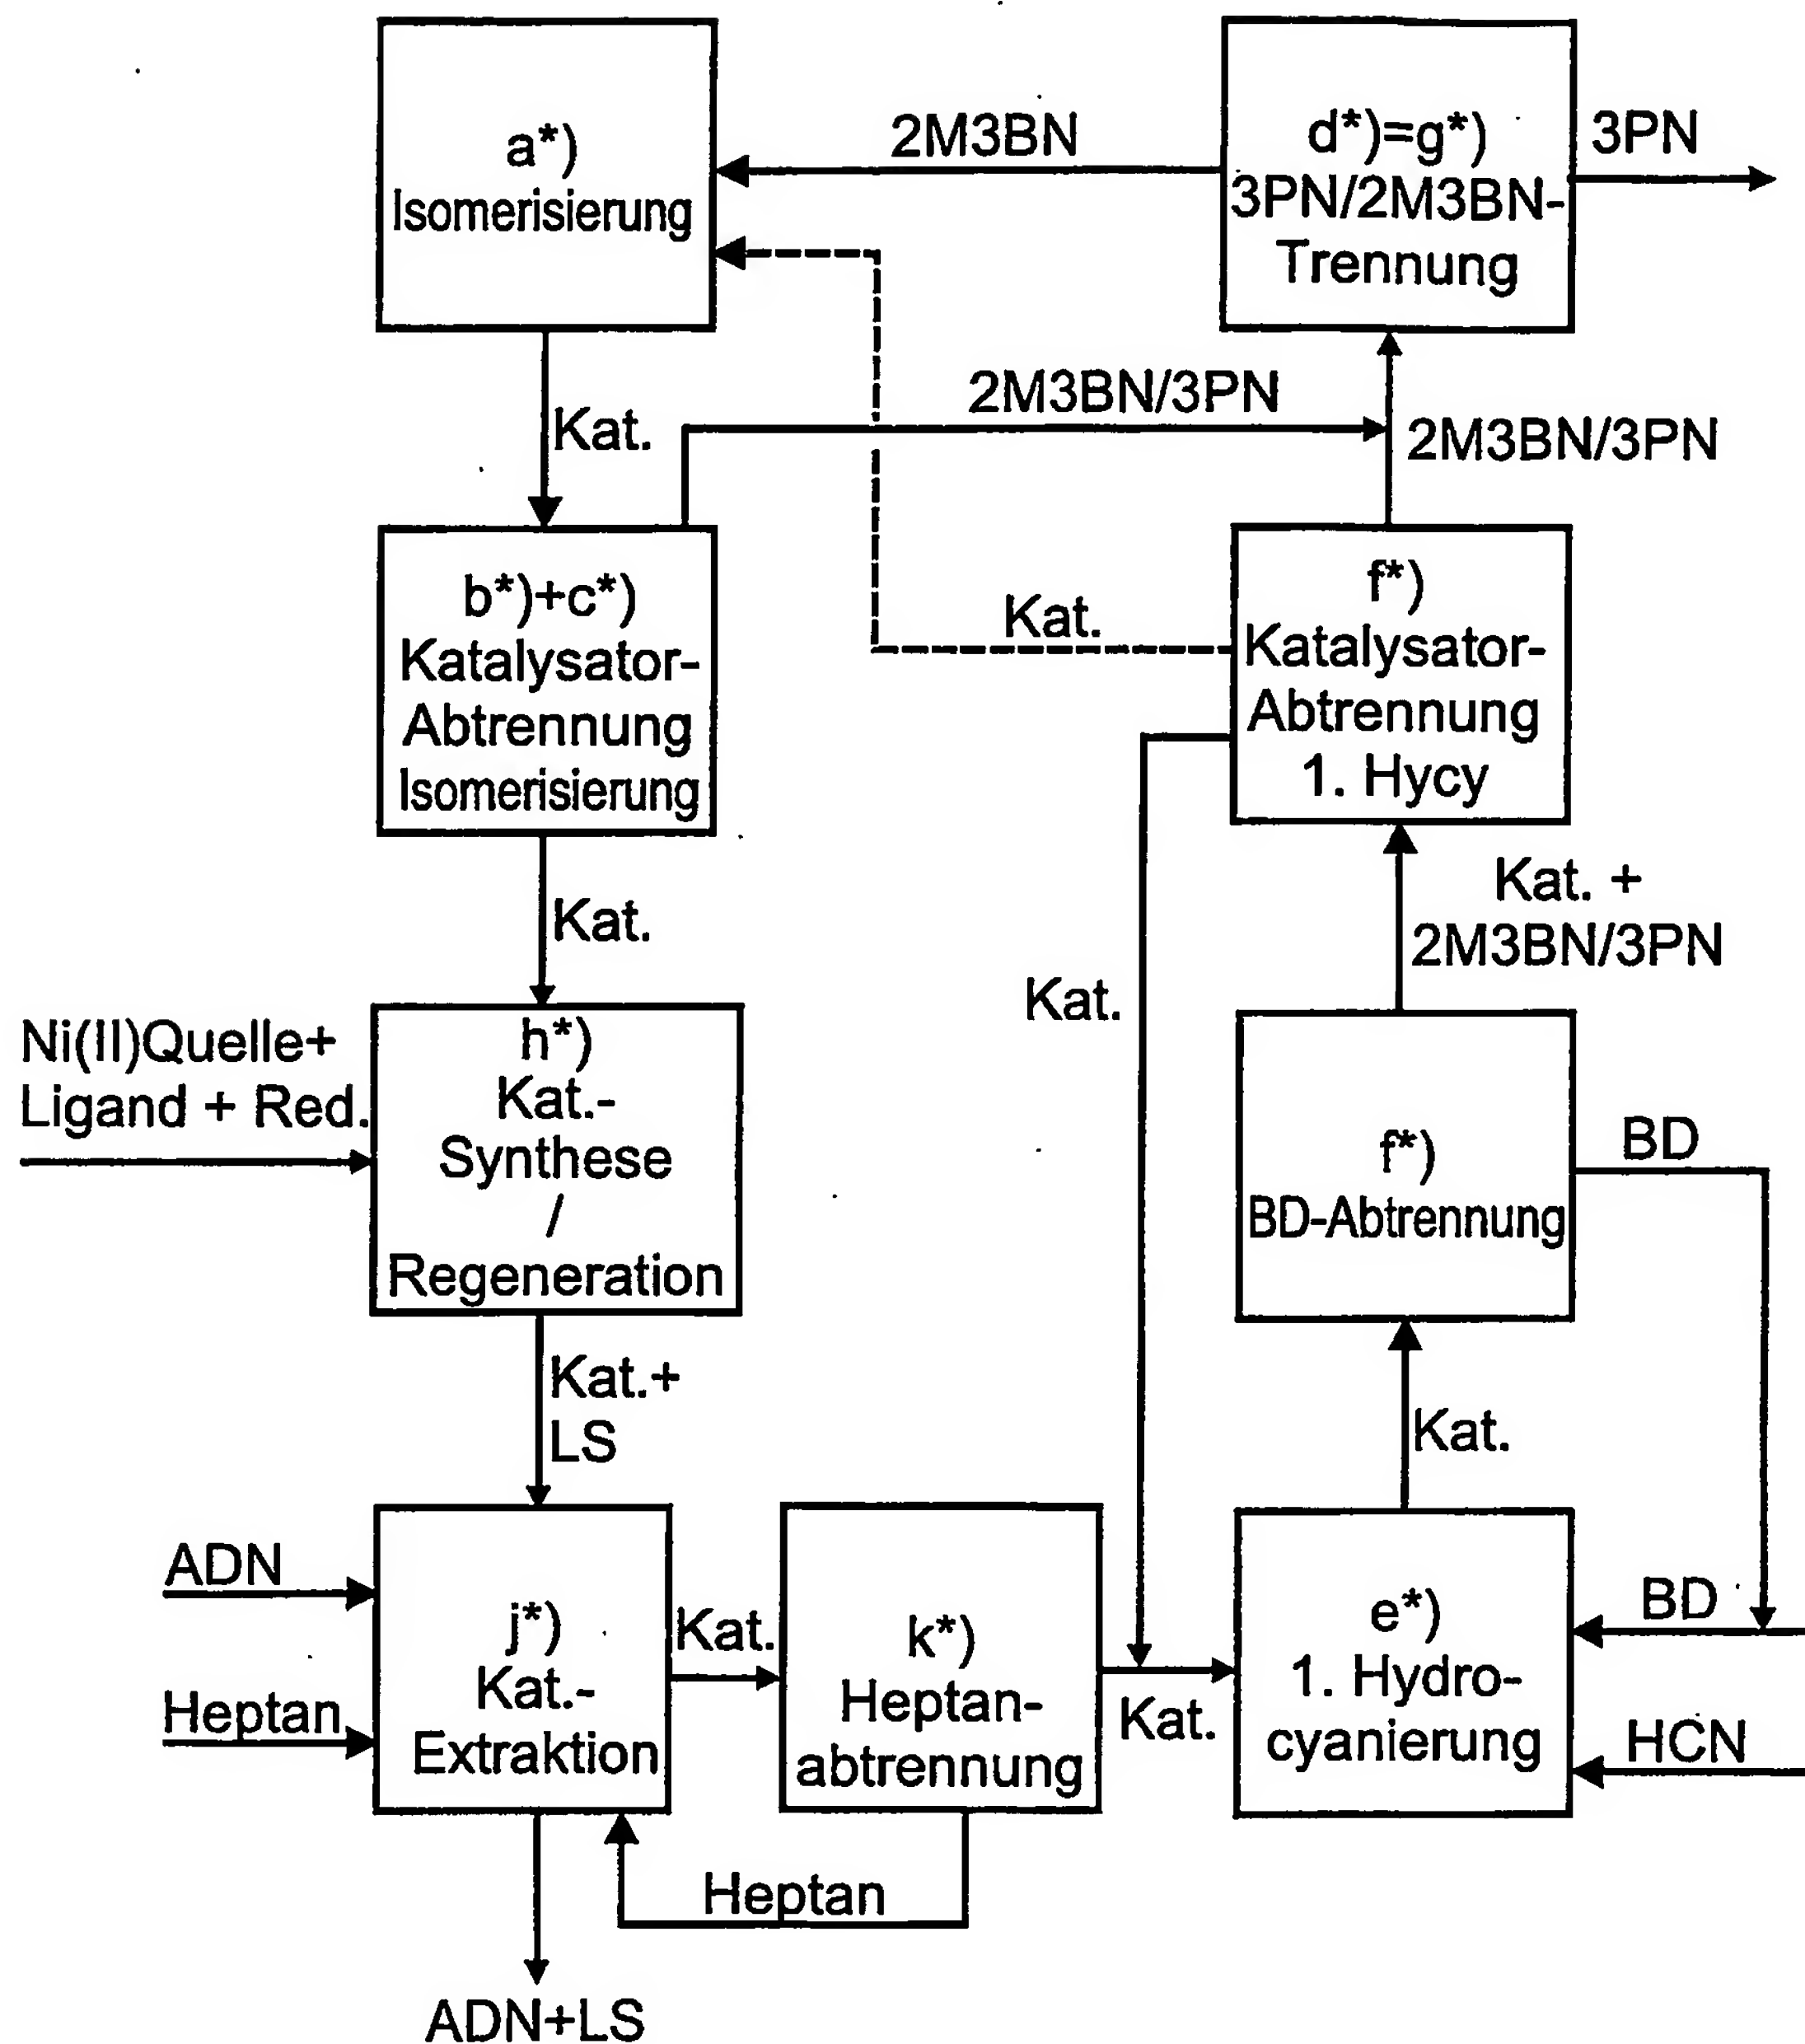 a*)
Isomerisierung
2M3BN
d*)=g*)
3PN/2M3BN-
Trennung
3PN
Kat.
2M3BN/3PN
2M3BN/3PN
b*)+c*)
Katalysator-
Abtrennung
Isomerisierung
Kat.
f*)
Katalysator-
Abtrennung
1. Hycy
Kat.
Kat. +
2M3BN/3PN
Kat.
Ni(II)Quelle+
Ligand + Red.
h*)
Kat.-
Synthese
/
Regeneration
f*)
BD-Abtrennung
BD
Kat.+
LS
Kat.
ADN
Heptan
j*)
Kat.-
Extraktion
Kat.
k*)
Heptan-
abtrennung
Kat.
e*)
1. Hydro-
cyanierung
BD
HCN
Heptan
ADN+LS